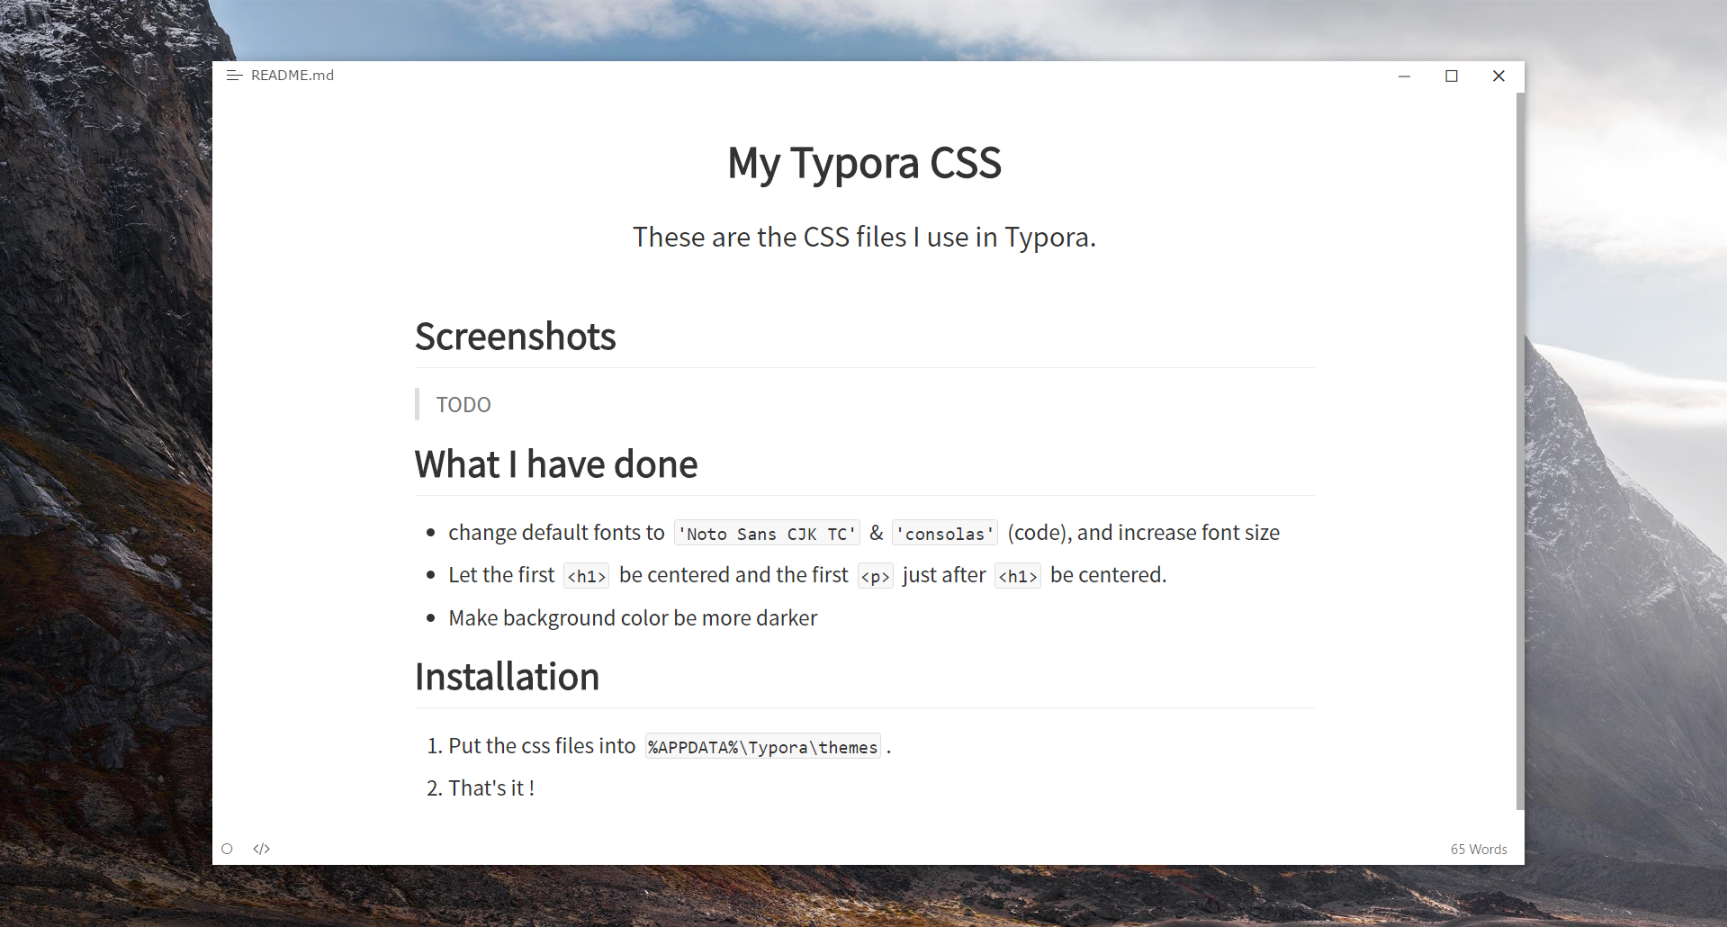 README.md
My Typora CSS
These are the CSS files I use in Typora.
Screenshots
TODO
What I have done
• change default fonts to 'Noto Sans CJK TC' & 'consolas' (code), and increase font size
• Let the first <h1> be centered and the first <p> just after <h1> be centered.
• Make background color be more darker
Installation
1. Put the css files into %APPDATA%\Typora\themes .
2. That's it !
</> 65 Words